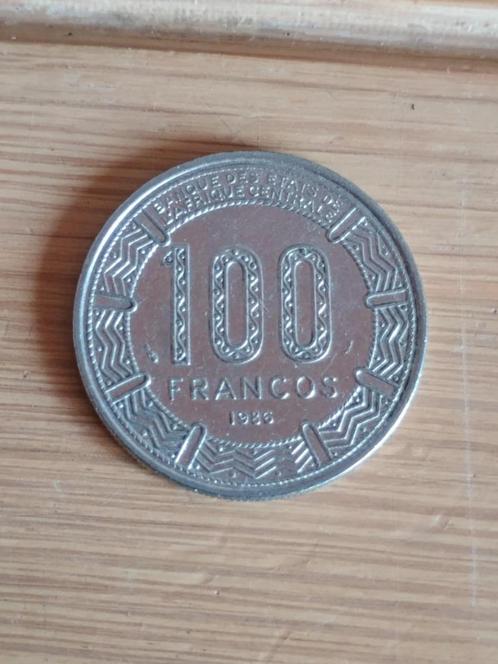 BANQUE DES ETATS DE
L'AFRIQUE CENTRALE
100
FRANCOS
1986